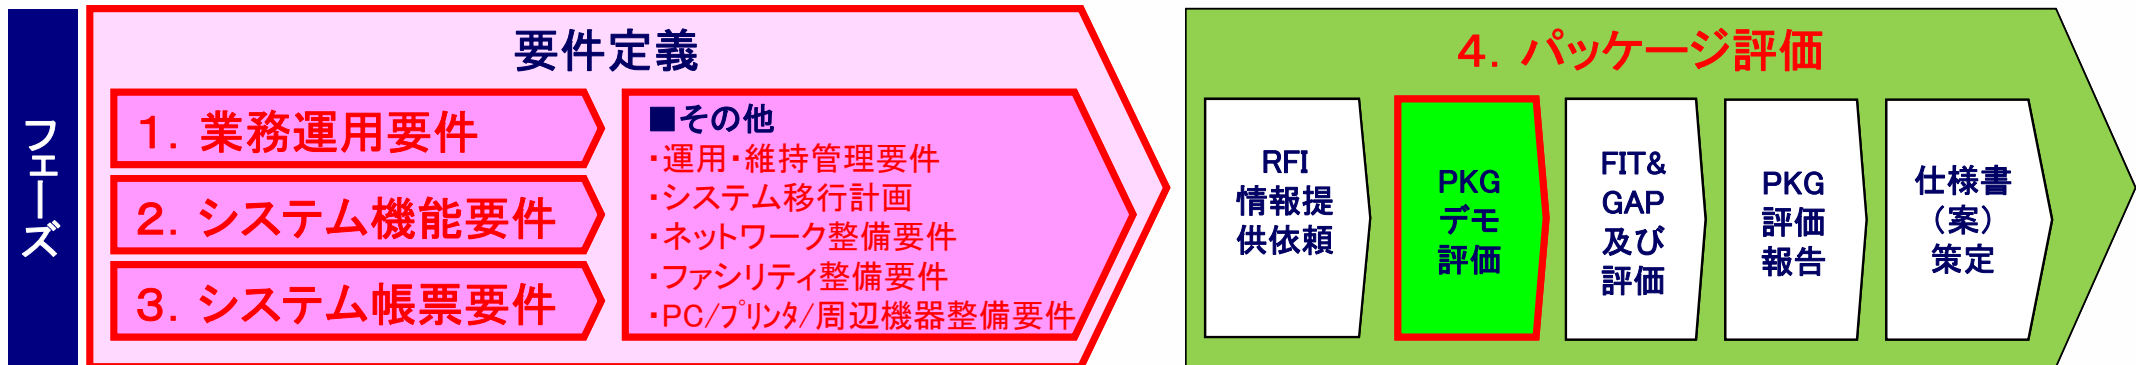 フェーズ
要件定義
１．業務運用要件
２．システム機能要件
３．システム帳票要件
■その他
・運用・維持管理要件
・システム移行計画
・ネットワーク整備要件
・ファシリティ整備要件
・PC/プリンタ/周辺機器整備要件
４．パッケージ評価
RFI
情報提
供依頼
PKG
デモ
評価
FIT&
GAP
及び
評価
PKG
評価
報告
仕様書
（案）
策定